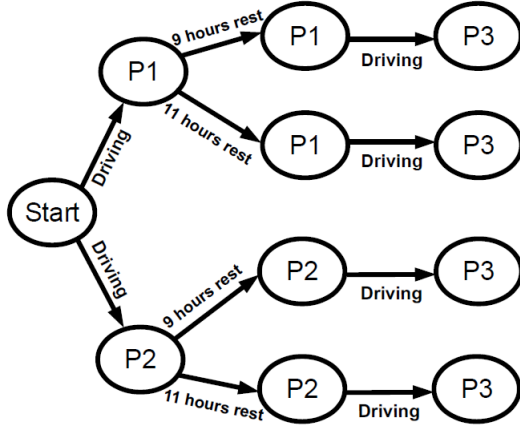 9 hours rest
P1
Driving
P3
P1
11 hours rest
P1
Driving
P3
Driving
Start
Driving
9 hours rest
P2
Driving
P3
P2
11 hours rest
P2
Driving
P3